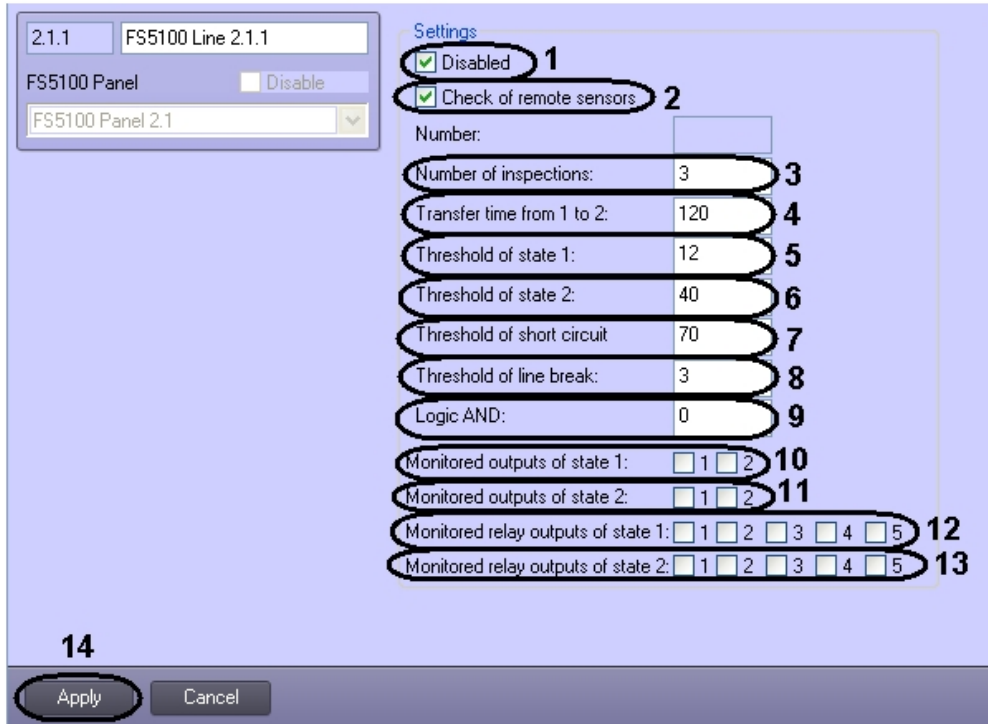 2.1.1 FS5100 Line 2.1.1
FS5100 Panel Disable
FS5100 Panel 2.1
Settings
Disabled 1
Check of remote sensors 2
Number:
Number of inspections: 3 3
Transfer time from 1 to 2: 120 4
Threshold of state 1: 12 5
Threshold of state 2: 40 6
Threshold of short circuit 70 7
Threshold of line break: 3 8
Logic AND: 0 9
Monitored outputs of state 1: 1 2 10
Monitored outputs of state 2: 1 2 11
Monitored relay outputs of state 1: 1 2 3 4 5 12
Monitored relay outputs of state 2: 1 2 3 4 5 13
14
Apply Cancel